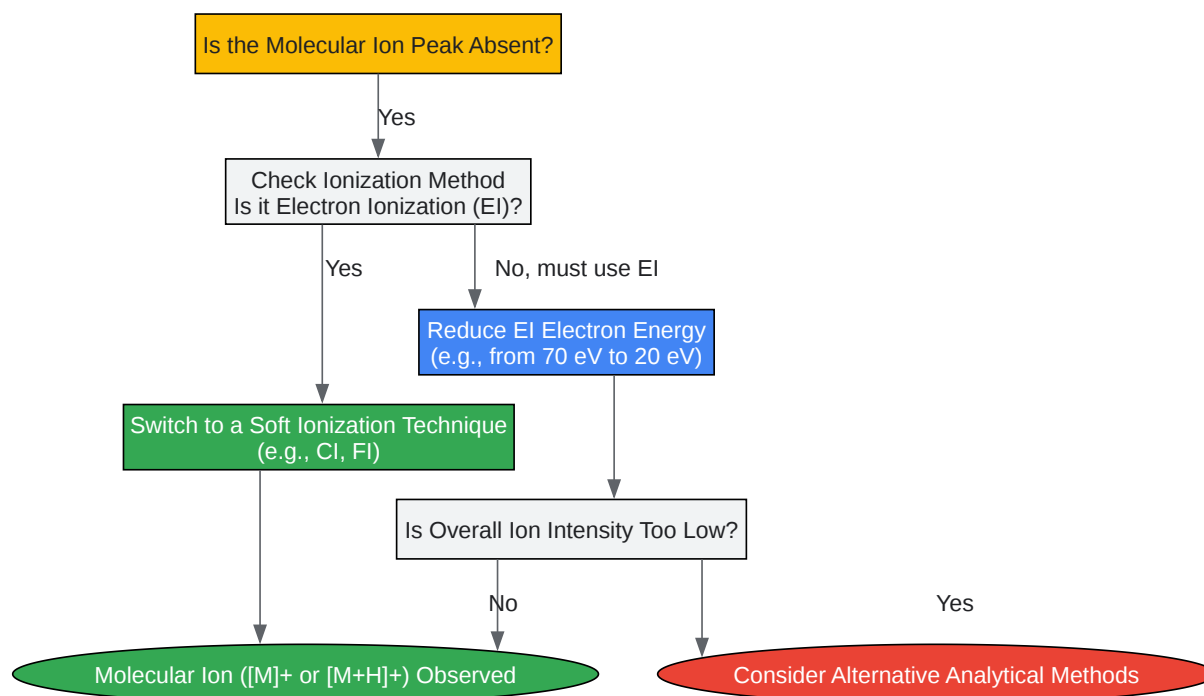 Is the Molecular Ion Peak Absent?
Yes
Check Ionization Method
Is it Electron Ionization (EI)?
Yes
No, must use EI
Reduce EI Electron Energy
(e.g., from 70 eV to 20 eV)
Switch to a Soft Ionization Technique
(e.g., CI, FI)
Is Overall Ion Intensity Too Low?
No
Yes
Molecular Ion ([M]+ or [M+H]+) Observed
Consider Alternative Analytical Methods